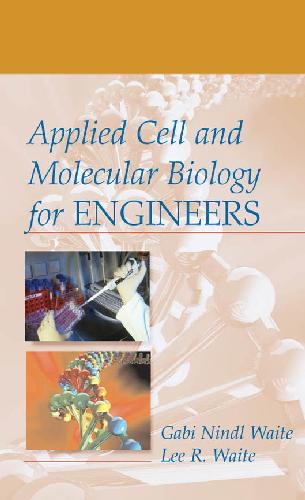 Applied Cell and
Molecular Biology
for ENGINEERS
Gabi Nindl Waite
Lee R. Waite